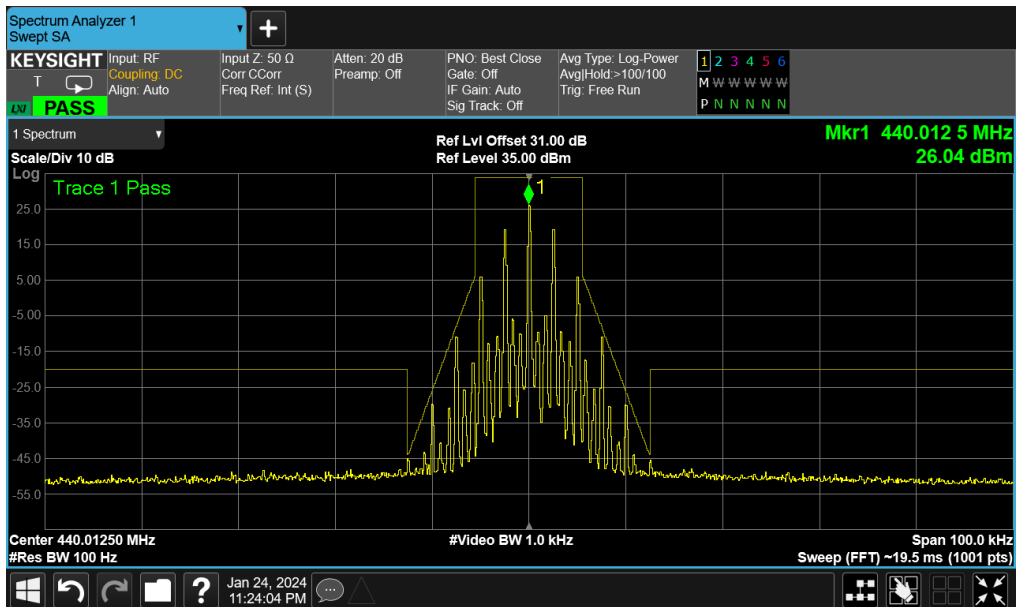 Spectrum Analyzer 1
Swept SA
+
KEYSIGHT
T
LXI PASS
Input: RF
Coupling: DC
Align: Auto
Input Z: 50 Ω
Corr CCorr
Freq Ref: Int (S)
Atten: 20 dB
Preamp: Off
PNO: Best Close
Gate: Off
IF Gain: Auto
Sig Track: Off
Avg Type: Log-Power
Avg|Hold:>100/100
Trig: Free Run
1 2 3 4 5 6
M W W W W W
P N N N N N
1 Spectrum
Scale/Div 10 dB
Ref Lvl Offset 31.00 dB
Ref Level 35.00 dBm
Mkr1 440.012 5 MHz
26.04 dBm
Log
Trace 1 Pass
1
25.0
15.0
5.00
-5.00
-15.0
-25.0
-35.0
-45.0
-55.0
Center 440.01250 MHz
#Res BW 100 Hz
#Video BW 1.0 kHz
Span 100.0 kHz
Sweep (FFT) ~19.5 ms (1001 pts)
?
Jan 24, 2024
11:24:04 PM